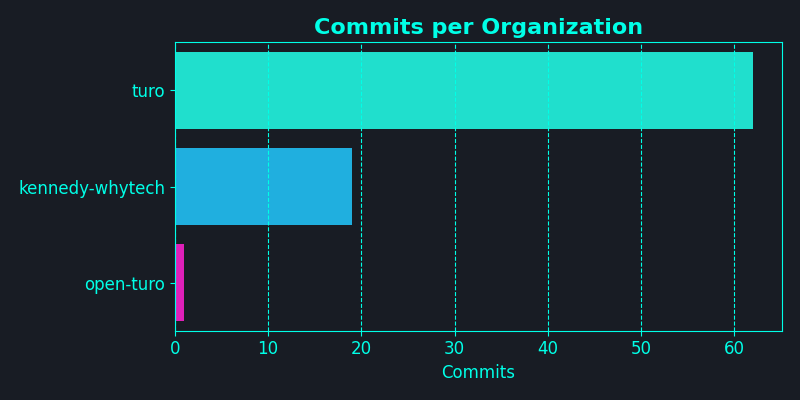 Commits per Organization
turo
kennedy-whytech
open-turo
0 10 20 30 40 50 60
Commits